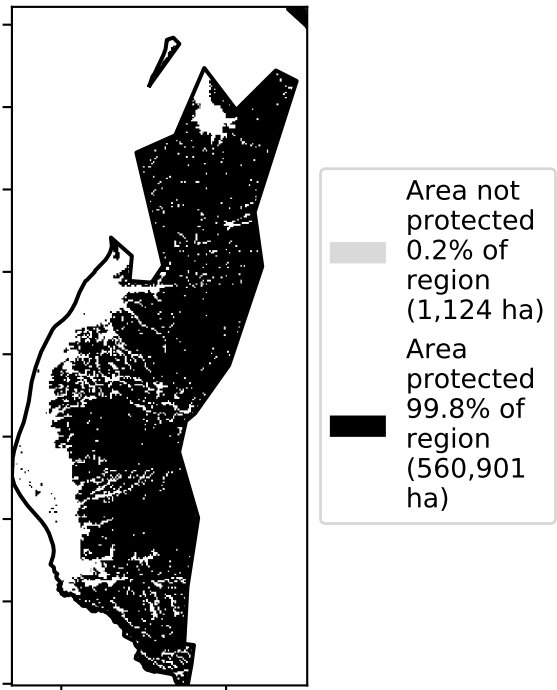 Area not
protected
0.2% of
region
(1,124 ha)
Area
protected
99.8% of
region
(560,901
ha)